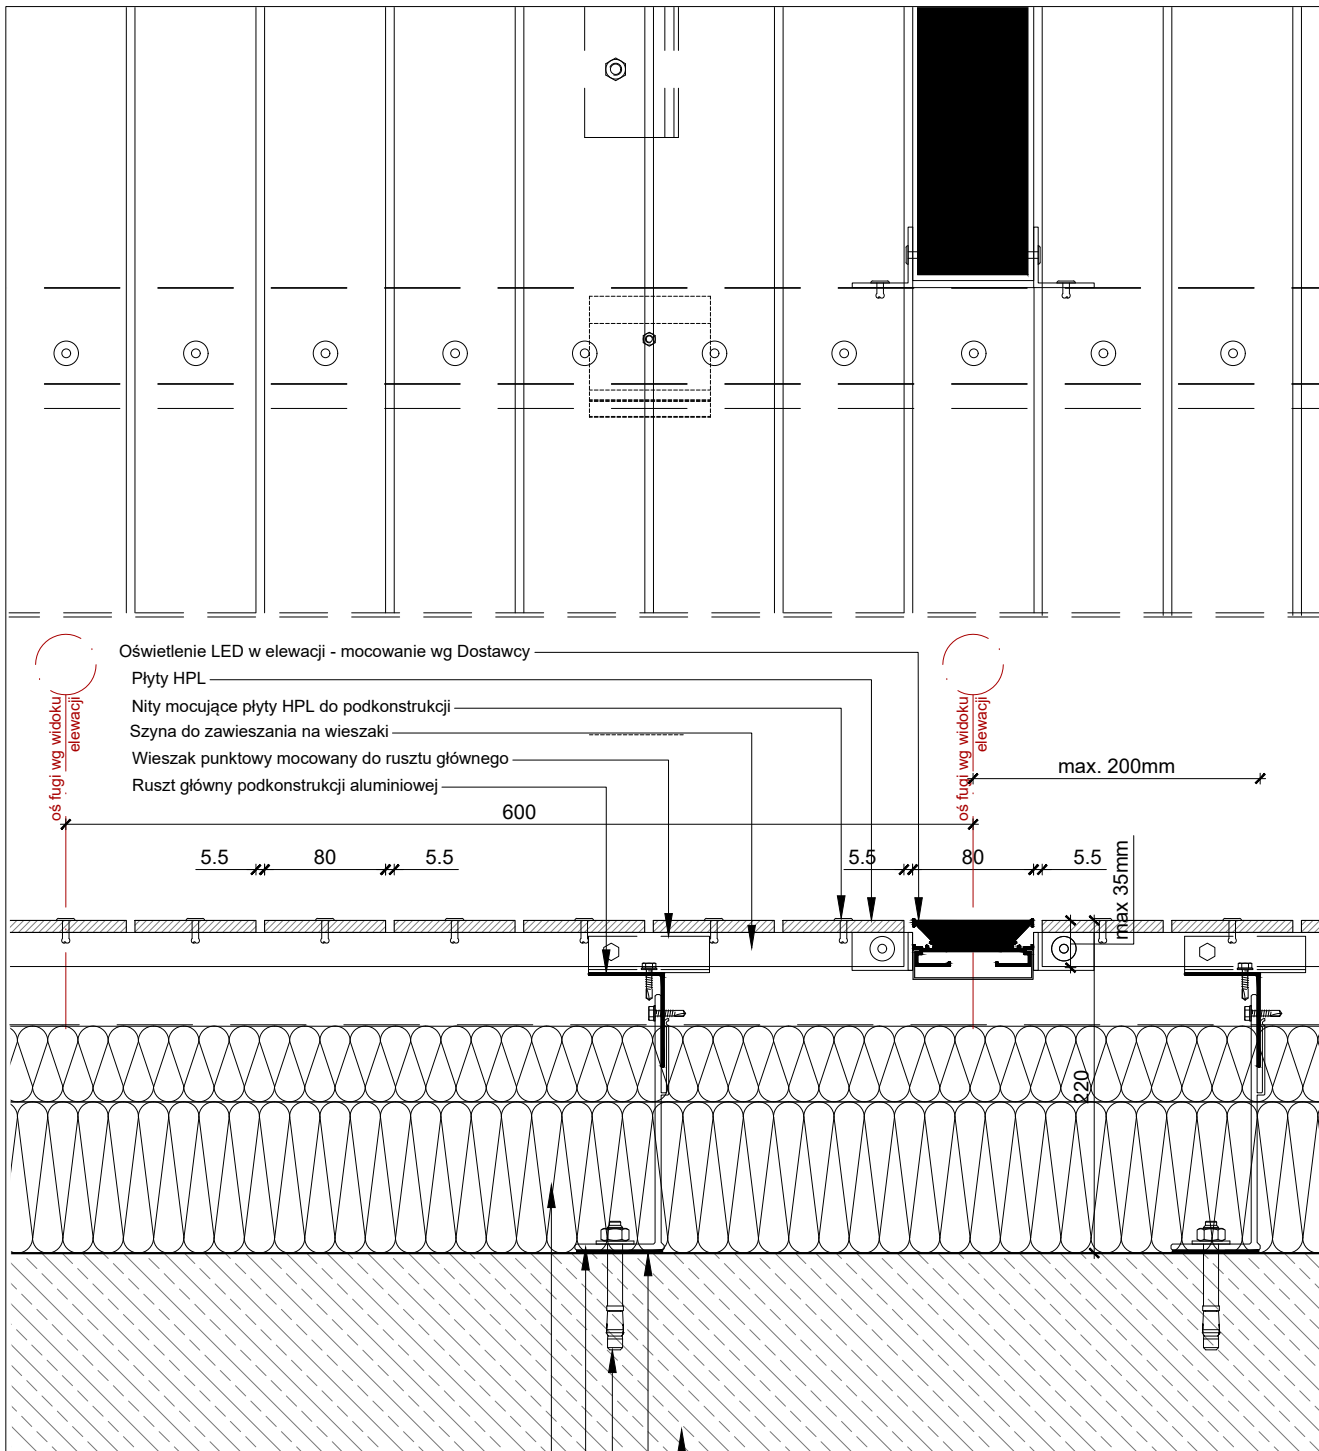 Oświetlenie LED w elewacji - mocowanie wg Dostawcy
Płyty HPL
Nity mocujące płyty HPL do podkonstrukcji
Szyna do zawieszania na wieszaki
Wieszak punktowy mocowany do rusztu głównego
Ruszt główny podkonstrukcji aluminiowej
oś fugi wg widoku
elewacji
oś fugi wg widoku
elewacji
max. 200mm
600
5.5
80
5.5
5.5
80
5.5
max 35mm
220